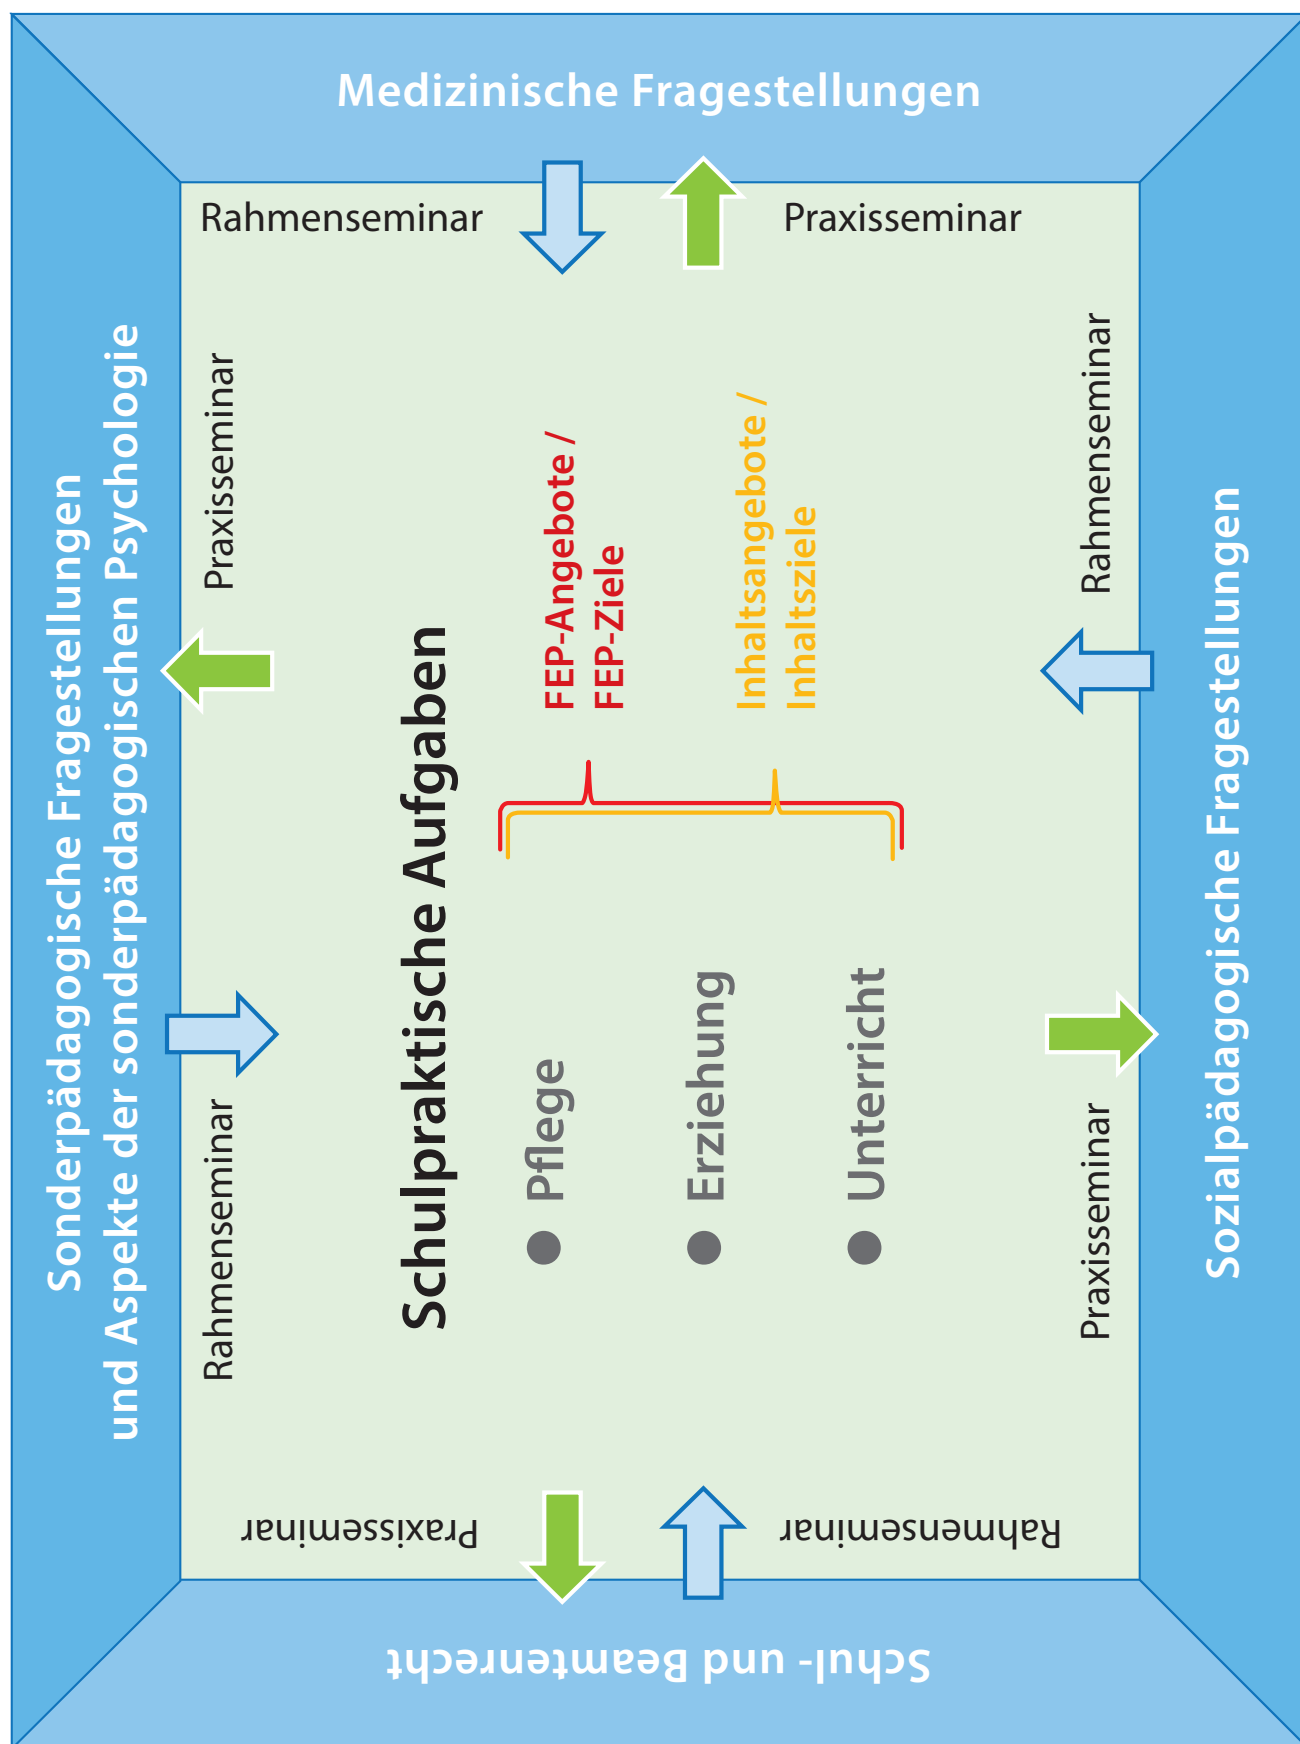 Sonderpädagogische Fragestellungen
und Aspekte der sonderpädagogischen Psychologie
Rahmenseminar
Praxisseminar
Schul- und Beamtenrecht
Praxisseminar
Rahmenseminar
Schulpraktische Aufgaben
Pflege
Erziehung
Unterricht
FEP-Angebote /
FEP-Ziele
Inhaltsangebote /
Inhaltsziele
Medizinische Fragestellungen
Rahmenseminar
Praxisseminar
Praxisseminar
Rahmenseminar
Sozialpädagogische Fragestellungen